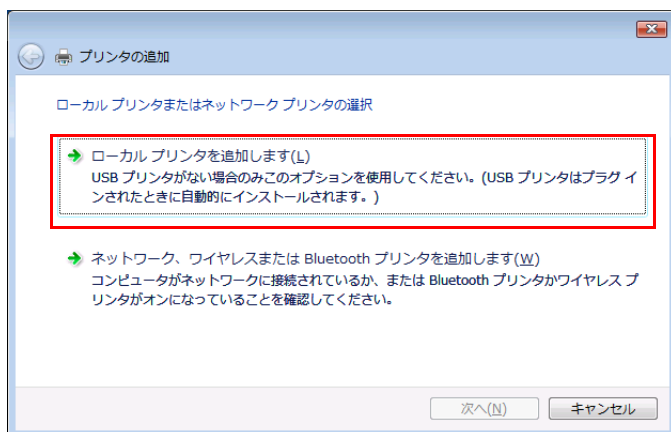 プリンタの追加
ローカル プリンタまたはネットワーク プリンタの選択
ローカル プリンタを追加します(L)
USB プリンタがない場合のみこのオプションを使用してください。(USB プリンタはプラグ イ
ンされたときに自動的にインストールされます。)
ネットワーク、ワイヤレスまたは Bluetooth プリンタを追加します(W)
コンピュータがネットワークに接続されているか、または Bluetooth プリンタかワイヤレス プ
リンタがオンになっていることを確認してください。
次へ(N)
キャンセル